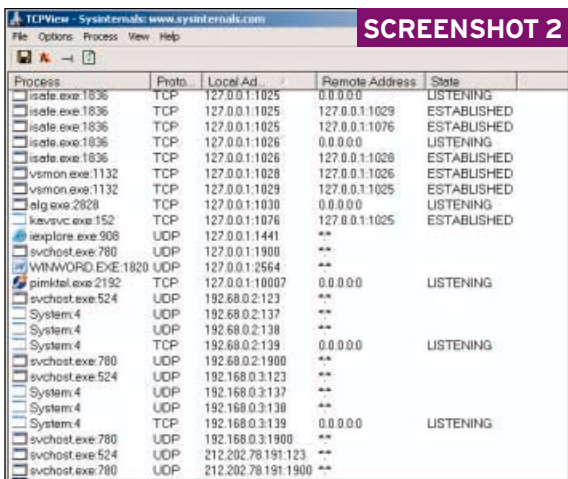 TCPView - Sysinternals: www.sysinternals.com
SCREENSHOT 2
File Options Process View Help
Process Proto... Local Ad... / Remote Address State
isafe.exe:1836 TCP 127.0.0.1:1025 0.0.0.0:0 LISTENING
isafe.exe:1836 TCP 127.0.0.1:1025 127.0.0.1:1029 ESTABLISHED
isafe.exe:1836 TCP 127.0.0.1:1025 127.0.0.1:1076 ESTABLISHED
isafe.exe:1836 TCP 127.0.0.1:1026 0.0.0.0:0 LISTENING
isafe.exe:1836 TCP 127.0.0.1:1026 127.0.0.1:1028 ESTABLISHED
vsmon.exe:1132 TCP 127.0.0.1:1028 127.0.0.1:1026 ESTABLISHED
vsmon.exe:1132 TCP 127.0.0.1:1029 127.0.0.1:1025 ESTABLISHED
alg.exe:2828 TCP 127.0.0.1:1030 0.0.0.0:0 LISTENING
kavsvc.exe:152 TCP 127.0.0.1:1076 127.0.0.1:1025 ESTABLISHED
iexplore.exe:908 UDP 127.0.0.1:1441 *:*
svchost.exe:780 UDP 127.0.0.1:1900 *:*
WINWORD.EXE:1820 UDP 127.0.0.1:2564 *:*
pimktel.exe:2192 TCP 127.0.0.1:10007 0.0.0.0:0 LISTENING
svchost.exe:524 UDP 192.68.0.2:123 *:*
System:4 UDP 192.68.0.2:137 *:*
System:4 UDP 192.68.0.2:138 *:*
System:4 TCP 192.68.0.2:139 0.0.0.0:0 LISTENING
svchost.exe:780 UDP 192.68.0.2:1900 *:*
svchost.exe:524 UDP 192.168.0.3:123 *:*
System:4 UDP 192.168.0.3:137 *:*
System:4 UDP 192.168.0.3:138 *:*
System:4 TCP 192.168.0.3:139 0.0.0.0:0 LISTENING
svchost.exe:780 UDP 192.168.0.3:1900 *:*
svchost.exe:524 UDP 212.202.78.191:123 *:*
svchost.exe:780 UDP 212.202.78.191:1900 *:*